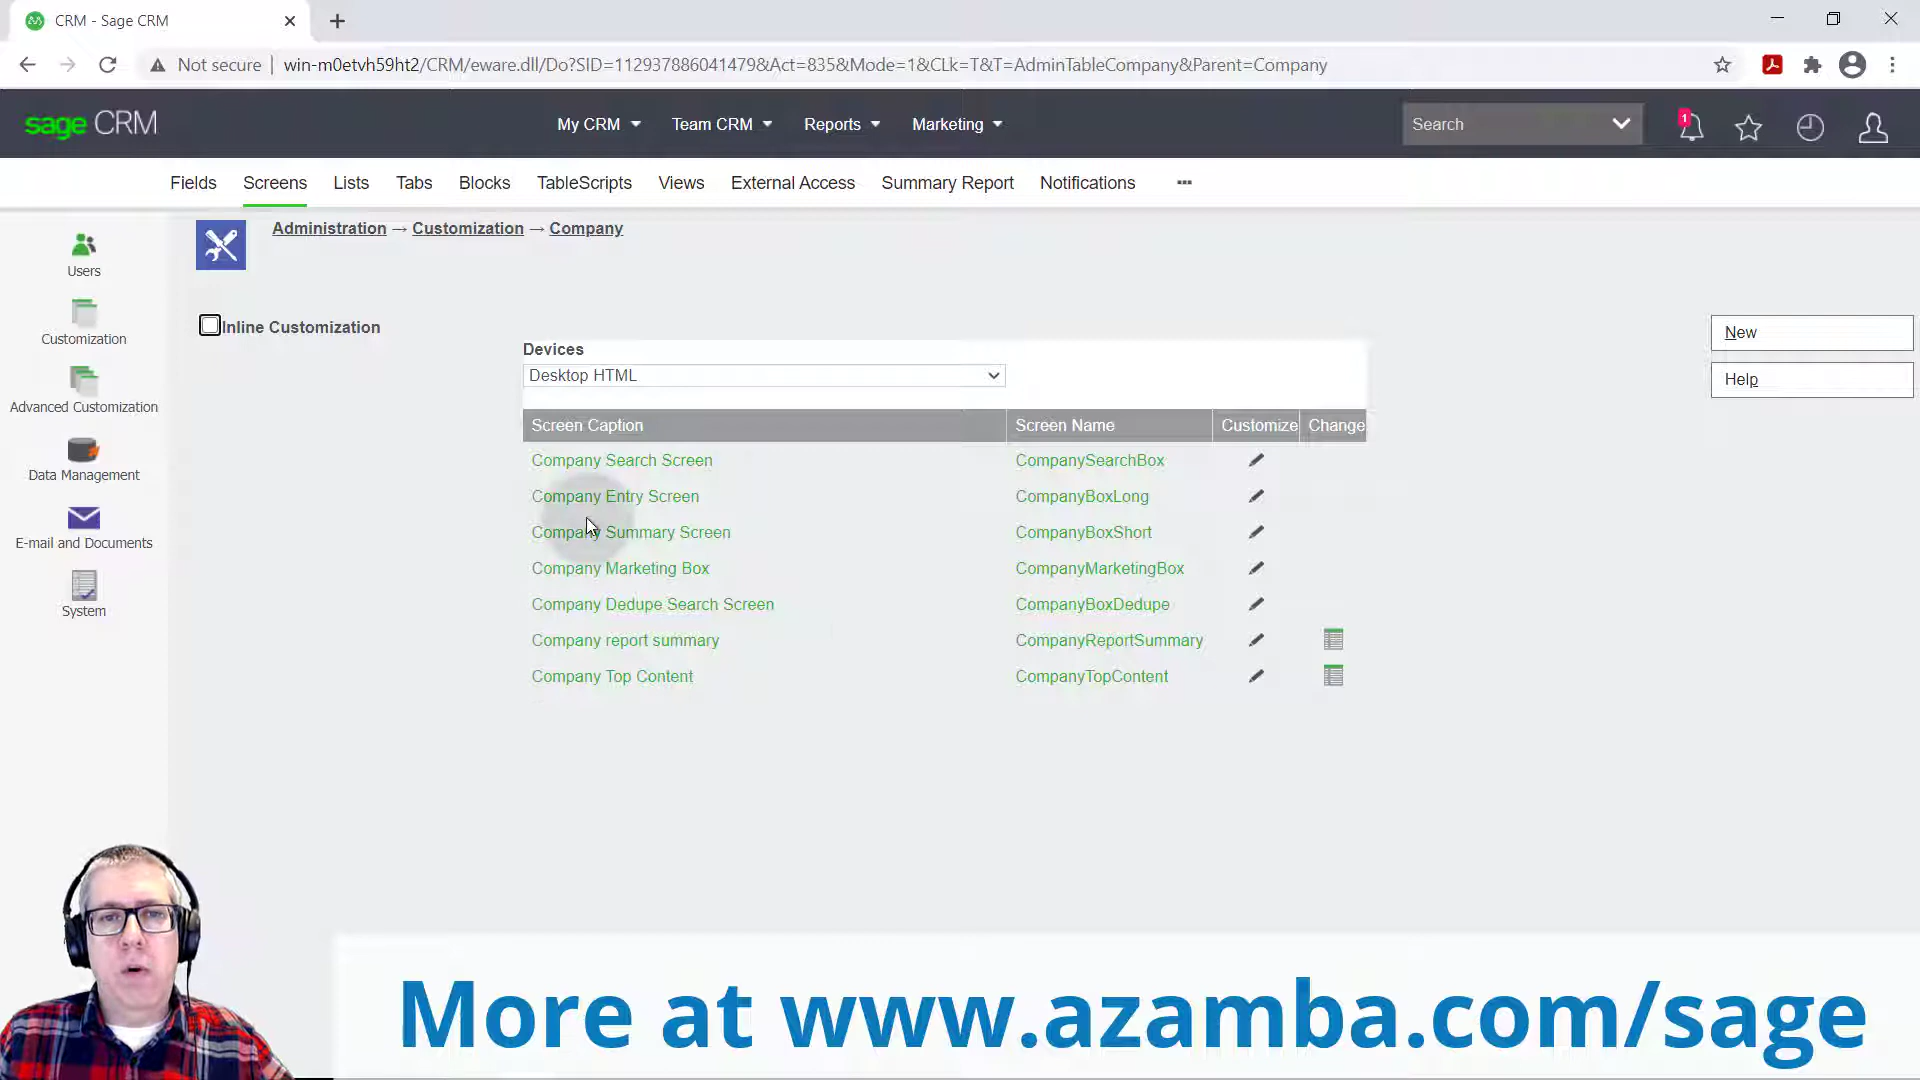 CRM - Sage CRM
Not secure | win-m0etvh59ht2/CRM/eware.dll/Do?SID=112937886041479&Act=835&Mode=1&CLk=T&T=AdminTableCompany&Parent=Company
sage CRM
My CRM
Team CRM
Reports
Marketing
Search
1
Fields
Screens
Lists
Tabs
Blocks
TableScripts
Views
External Access
Summary Report
Notifications
Administration → Customization → Company
Users
Customization
Advanced Customization
Data Management
E-mail and Documents
System
Inline Customization
Devices
Desktop HTML
Screen Caption Screen Name Customize Change
Company Search Screen CompanySearchBox
Company Entry Screen CompanyBoxLong
Company Summary Screen CompanyBoxShort
Company Marketing Box CompanyMarketingBox
Company Dedupe Search Screen CompanyBoxDedupe
Company report summary CompanyReportSummary
Company Top Content CompanyTopContent
New
Help
More at www.azamba.com/sage